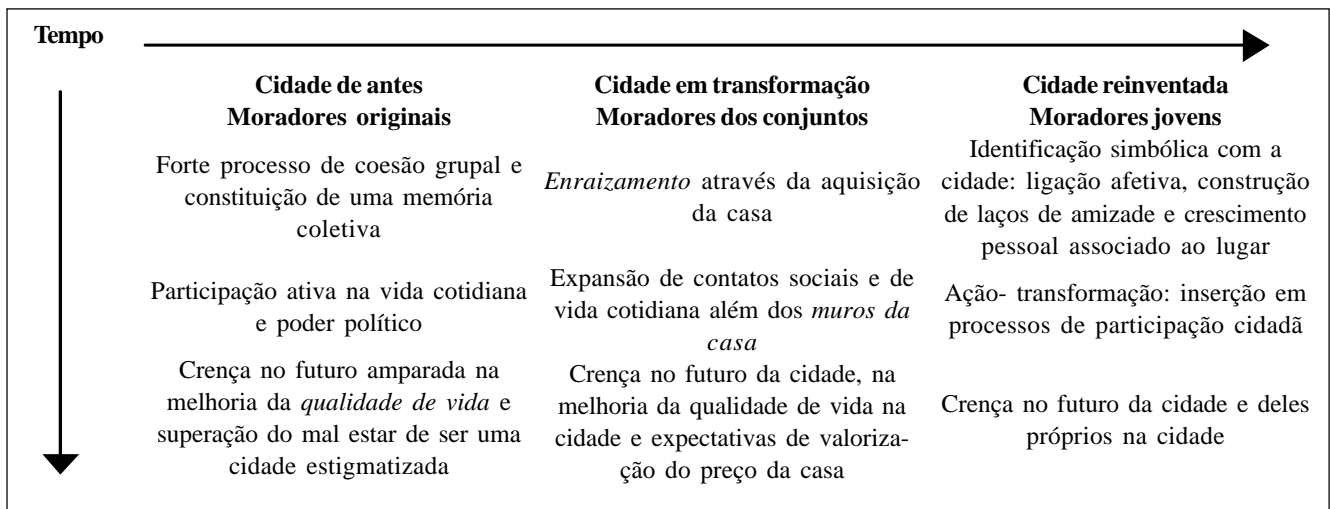 Tempo
Cidade de antes
Moradores originais
Forte processo de coesão grupal e
constituição de uma memória
coletiva
Participação ativa na vida cotidiana
e poder político
Crença no futuro amparada na
melhoria da qualidade de vida e
superação do mal estar de ser uma
cidade estigmatizada
Cidade em transformação
Moradores dos conjuntos
Enraizamento através da aquisição
da casa
Expansão de contatos sociais e de
vida cotidiana além dos muros da
casa
Crença no futuro da cidade, na
melhoria da qualidade de vida na
cidade e expectativas de valoriza-
ção do preço da casa
Cidade reinventada
Moradores jovens
Identificação simbólica com a
cidade: ligação afetiva, construção
de laços de amizade e crescimento
pessoal associado ao lugar
Ação- transformação: inserção em
processos de participação cidadã
Crença no futuro da cidade e deles
próprios na cidade